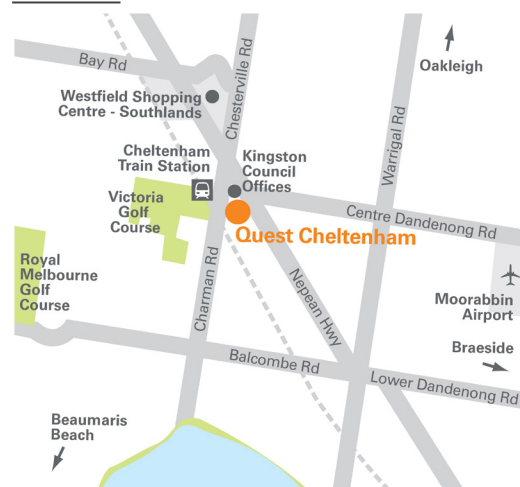 Bay Rd
Chesterville Rd
Oakleigh
Westfield Shopping
Centre - Southlands
Warrigal Rd
Cheltenham
Train Station
Kingston
Council
Offices
Victoria
Golf
Course
Centre Dandenong Rd
Quest Cheltenham
Royal
Melbourne
Golf
Course
Charman Rd
Nepean Hwy
Moorabbin
Airport
Braeside
Balcombe Rd
Lower Dandenong Rd
Beaumaris
Beach